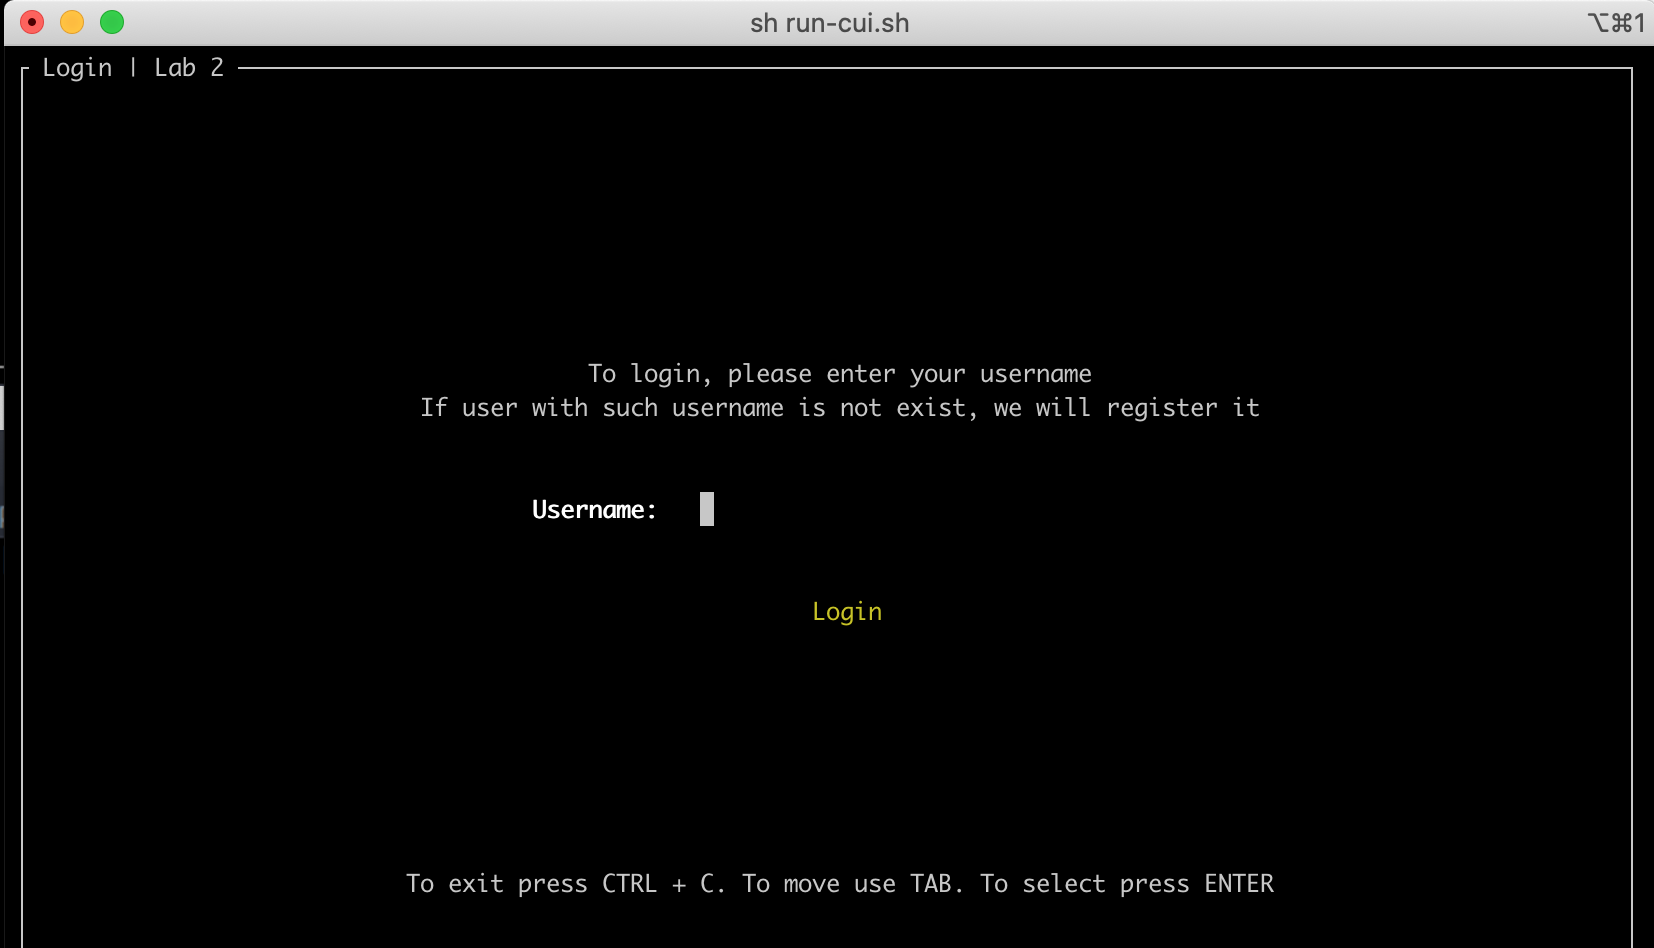 sh run-cui.sh
⌥⌘1
Login | Lab 2
To login, please enter your username
If user with such username is not exist, we will register it
Username:
Login
To exit press CTRL + C. To move use TAB. To select press ENTER